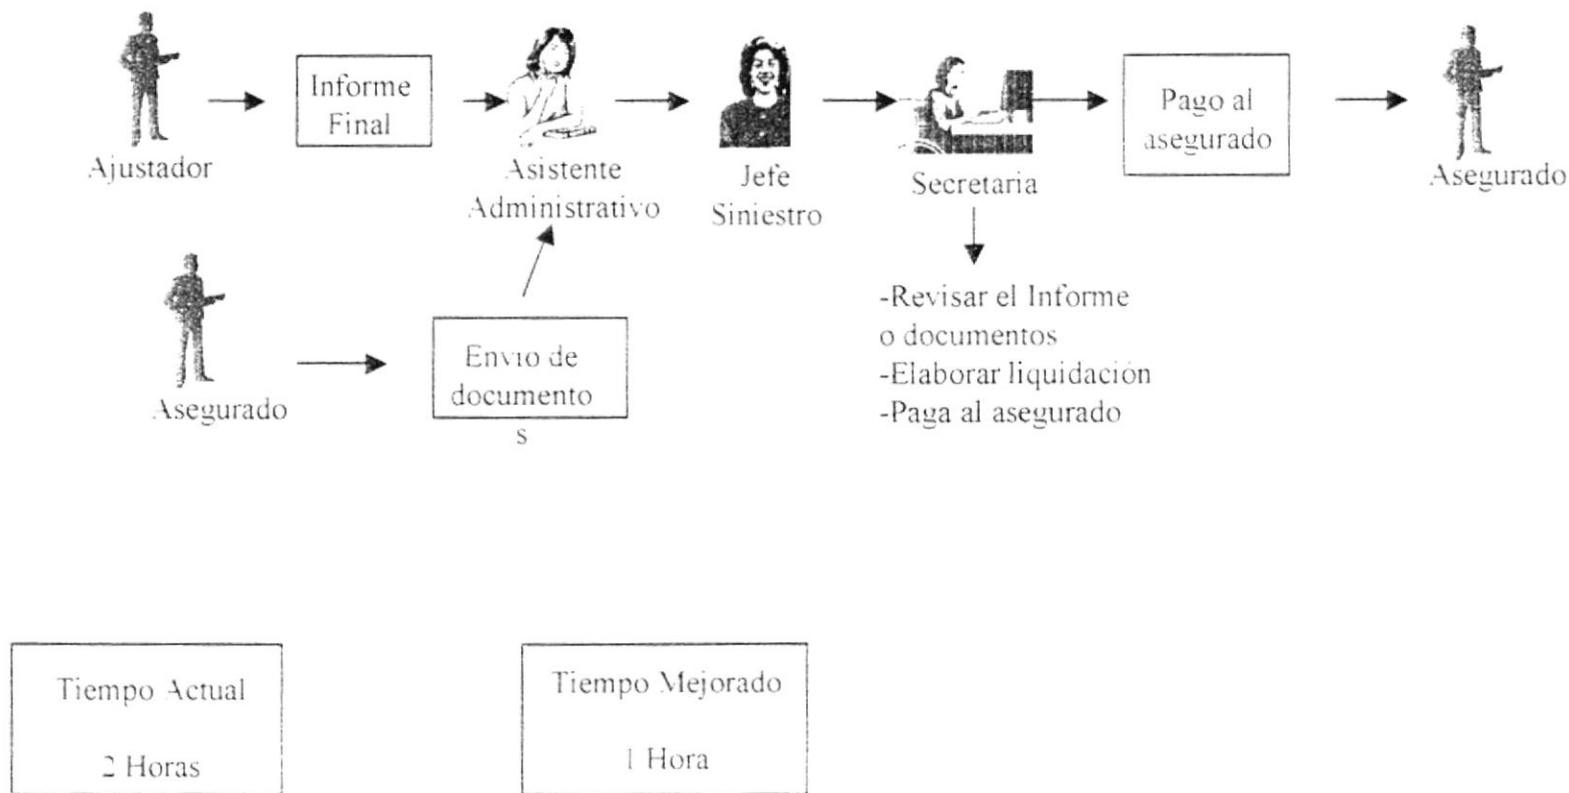 Ajustador
Informe
Final
Asistente
Administrativo
Jefe
Siniestro
Secretaria
Pago al
asegurado
Asegurado
Asegurado
Envio de
documento
s
-Revisar el Informe
o documentos
-Elaborar liquidación
-Paga al asegurado
Tiempo Actual
2 Horas
Tiempo Mejorado
1 Hora